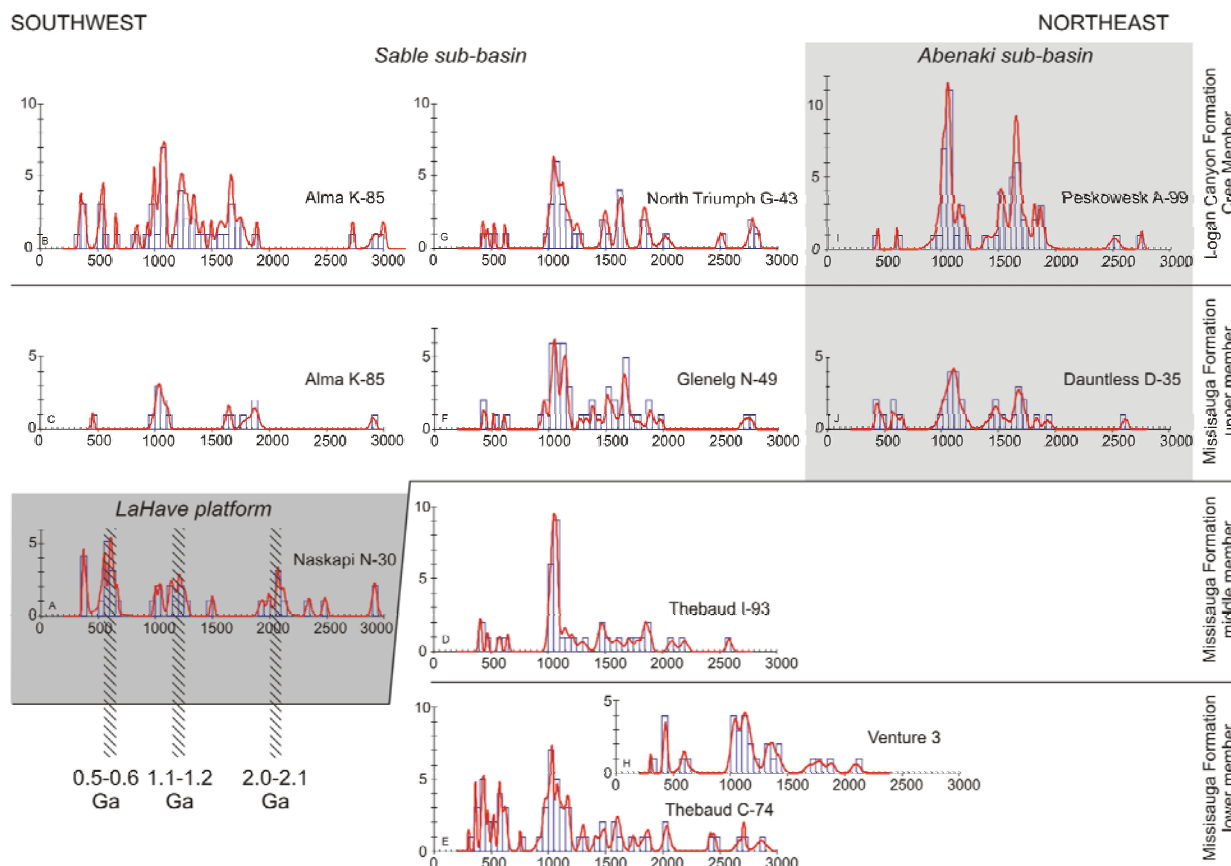 SOUTHWEST
NORTHEAST
Sable sub-basin
Abenaki sub-basin
Logan Canyon Formation
Cree Member
10
5
0
B
Alma K-85
0 500 1000 1500 2000 2500 3000
10
5
0
G
North Triumph G-43
0 500 1000 1500 2000 2500 3000
10
5
0
I
Peskowesk A-99
0 500 1000 1500 2000 2500 3000
Mississauga Formation
upper member
5
0
C
Alma K-85
0 500 1000 1500 2000 2500 3000
5
0
F
Glenelg N-49
0 500 1000 1500 2000 2500 3000
5
0
J
Dauntless D-35
0 500 1000 1500 2000 2500 3000
LaHave platform
5
0
A
Naskapi N-30
0 500 1000 1500 2000 2500 3000
0.5-0.6 1.1-1.2 2.0-2.1
Ga Ga Ga
Mississauga Formation
middle member
10
5
0
D
Thebaud I-93
0 500 1000 1500 2000 2500 3000
Mississauga Formation
lower member
5
0
H
Venture 3
0 500 1000 1500 2000 2500 3000
10
5
0
E
Thebaud C-74
0 500 1000 1500 2000 2500 3000